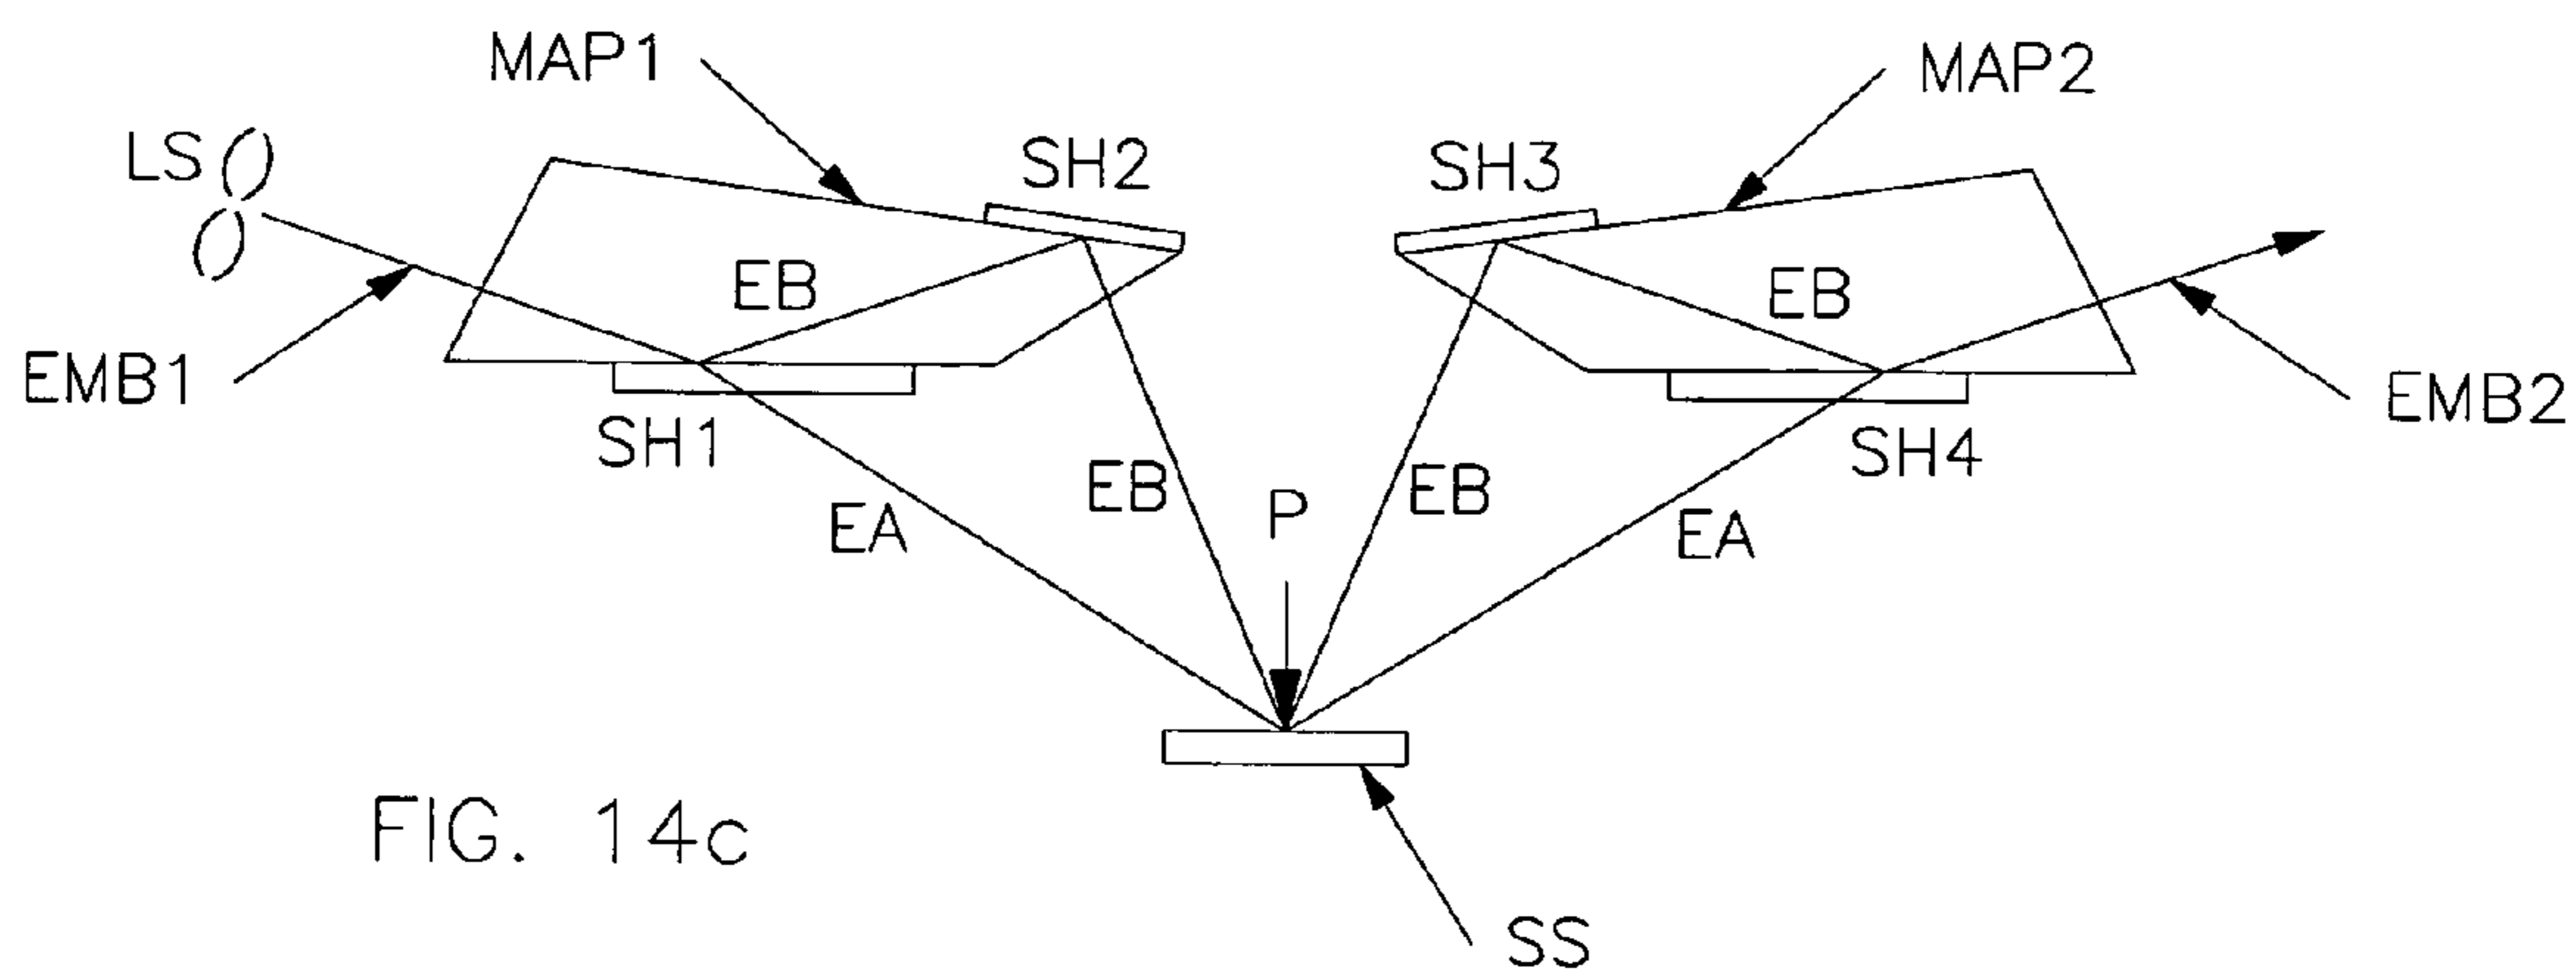 MAP1
MAP2
LS
SH2
SH3
EB
EB
EMB1
EMB2
SH1
SH4
EB
EB
P
EA
EA
FIG. 14c
SS